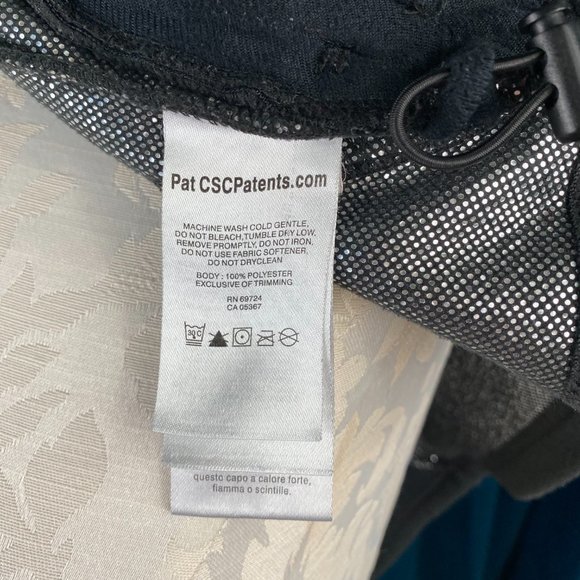 Pat CSCPatents.com
MACHINE WASH COLD GENTLE,
DO NOT BLEACH,TUMBLE DRY LOW,
REMOVE PROMPTLY, DO NOT IRON,
DO NOT USE FABRIC SOFTENER,
DO NOT DRYCLEAN
BODY : 100% POLYESTER
EXCLUSIVE OF TRIMMING
RN 69724
CA 05367
30°C
questo capo a calore forte,
fiamma o scintille.